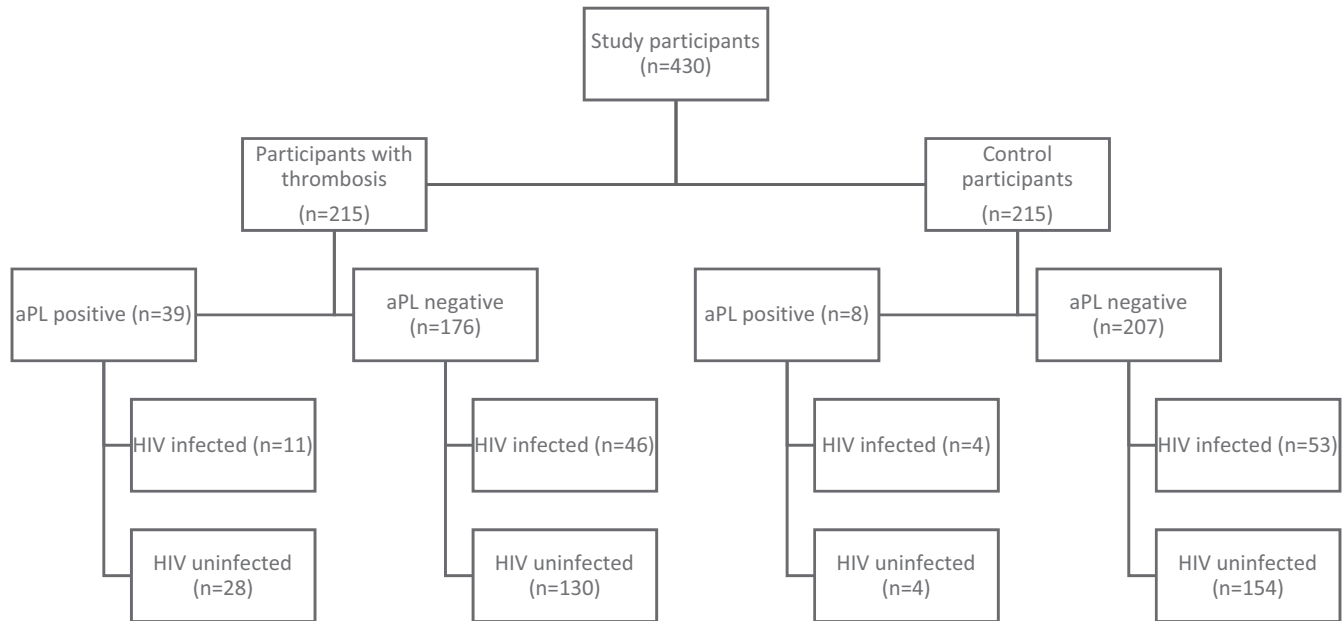 Study participants
(n=430)
Participants with
thrombosis
(n=215)
Control
participants
(n=215)
aPL positive (n=39)
aPL negative
(n=176)
aPL positive (n=8)
aPL negative
(n=207)
HIV infected (n=11)
HIV infected (n=46)
HIV infected (n=4)
HIV infected (n=53)
HIV uninfected
(n=28)
HIV uninfected
(n=130)
HIV uninfected
(n=4)
HIV uninfected
(n=154)